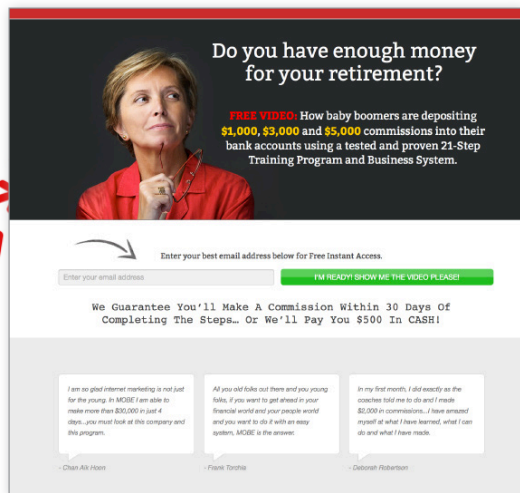 Do you have enough money
for your retirement?
FREE VIDEO: How baby boomers are depositing
$1,000, $3,000 and $5,000 commissions into their
bank accounts using a tested and proven 21-Step
Training Program and Business System.
Enter your best email address below for Free Instant Access.
Enter your email address
I'M READY! SHOW ME THE VIDEO PLEASE!
We Guarantee You'll Make A Commission Within 30 Days Of
Completing The Steps… Or We'll Pay You $500 In CASH!
I am so glad internet marketing is not just
for the young. In MOBE I am able to
make more than $30,000 in just 4
days...you must look at this company and
this program.
- Chan Aik Hoen
All you old folks out there and you young
folks, if you want to get ahead in your
financial world and your people world
and you want to do it with an easy
system, MOBE is the answer.
- Frank Torchia
In my first month, I did exactly as the
coaches told me to do and I made
$2,000 in commissions...I have amazed
myself at what I have learned, what I can
do and what I have made.
- Deborah Robertson